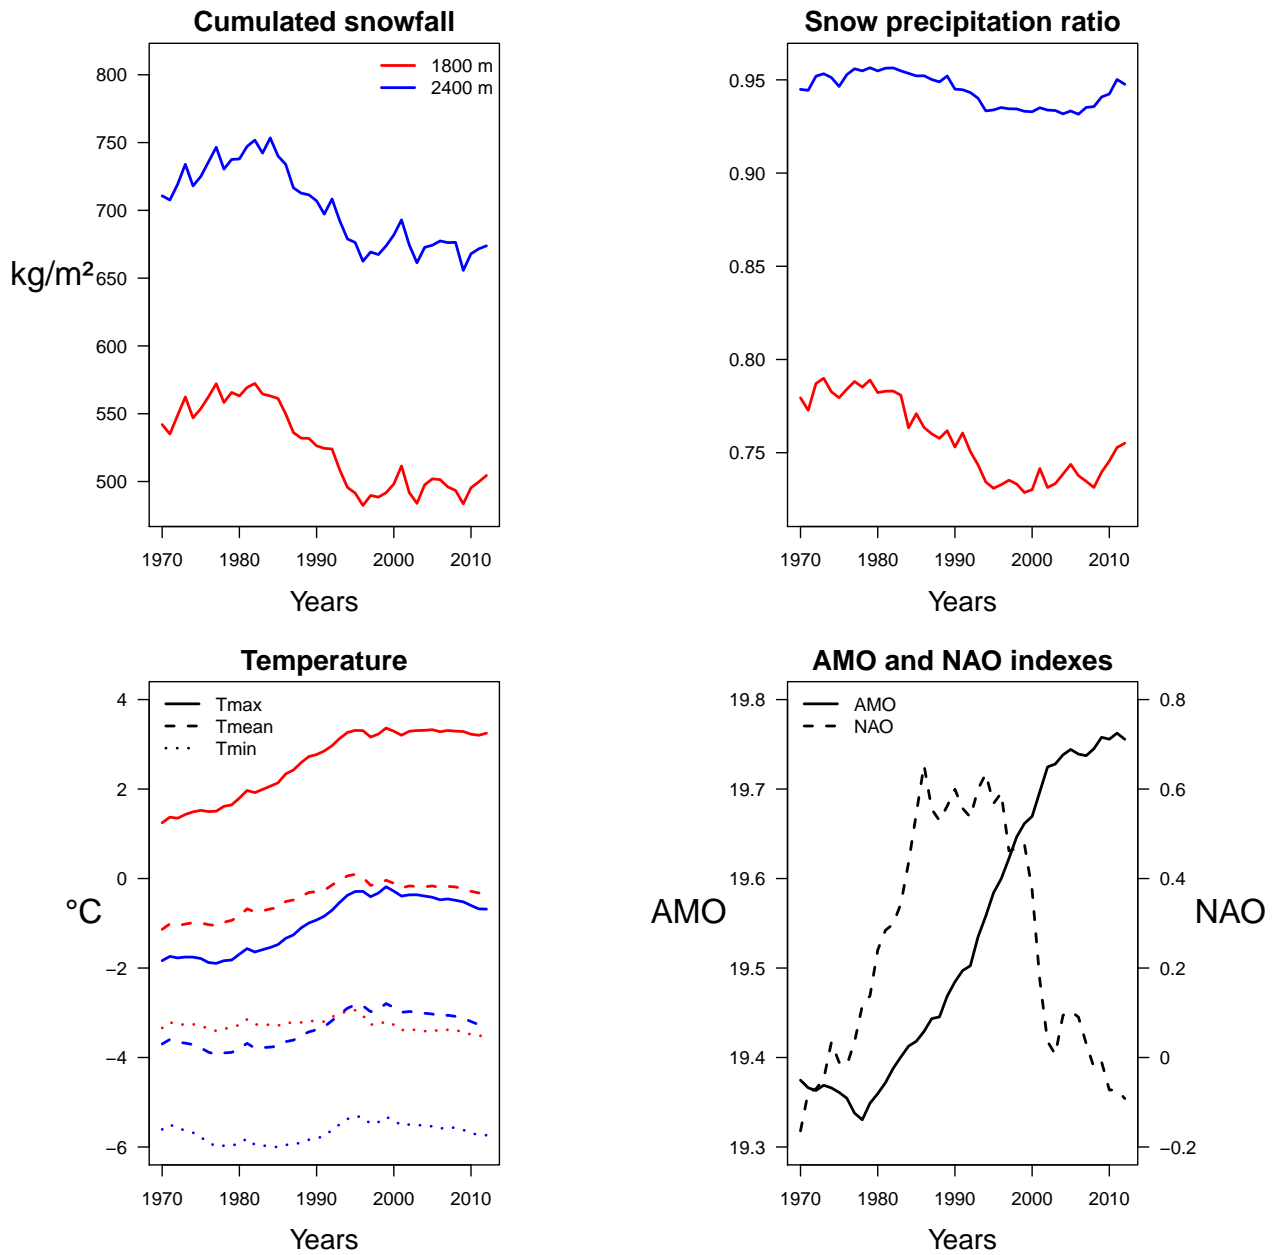 Cumulated snowfall
1800 m
2400 m
800
750
700
650
600
550
500
kg/m²
1970 1980 1990 2000 2010
Years
Snow precipitation ratio
0.95
0.90
0.85
0.80
0.75
1970 1980 1990 2000 2010
Years
Temperature
Tmax
Tmean
Tmin
4
2
0
−2
−4
−6
°C
1970 1980 1990 2000 2010
Years
AMO and NAO indexes
AMO
NAO
19.8
19.7
19.6
19.5
19.4
19.3
AMO
0.8
0.6
0.4
0.2
0
−0.2
NAO
1970 1980 1990 2000 2010
Years